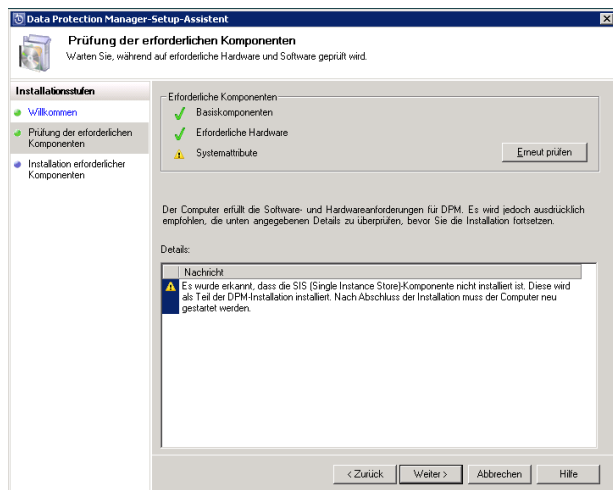 Data Protection Manager-Setup-Assistent
Prüfung der erforderlichen Komponenten
Warten Sie, während auf erforderliche Hardware und Software geprüft wird.
Installationsstufen
Willkommen
Prüfung der erforderlichen
Komponenten
Installation erforderlicher
Komponenten
Erforderliche Komponenten
Basiskomponenten
Erforderliche Hardware
Systemattribute
Erneut prüfen
Der Computer erfüllt die Software- und Hardwareanforderungen für DPM. Es wird jedoch ausdrücklich
empfohlen, die unten angegebenen Details zu überprüfen, bevor Sie die Installation fortsetzen.
Details:
Nachricht
Es wurde erkannt, dass die SIS (Single Instance Store)-Komponente nicht installiert ist. Diese wird
als Teil der DPM-Installation installiert. Nach Abschluss der Installation muss der Computer neu
gestartet werden.
< Zurück
Weiter >
Abbrechen
Hilfe